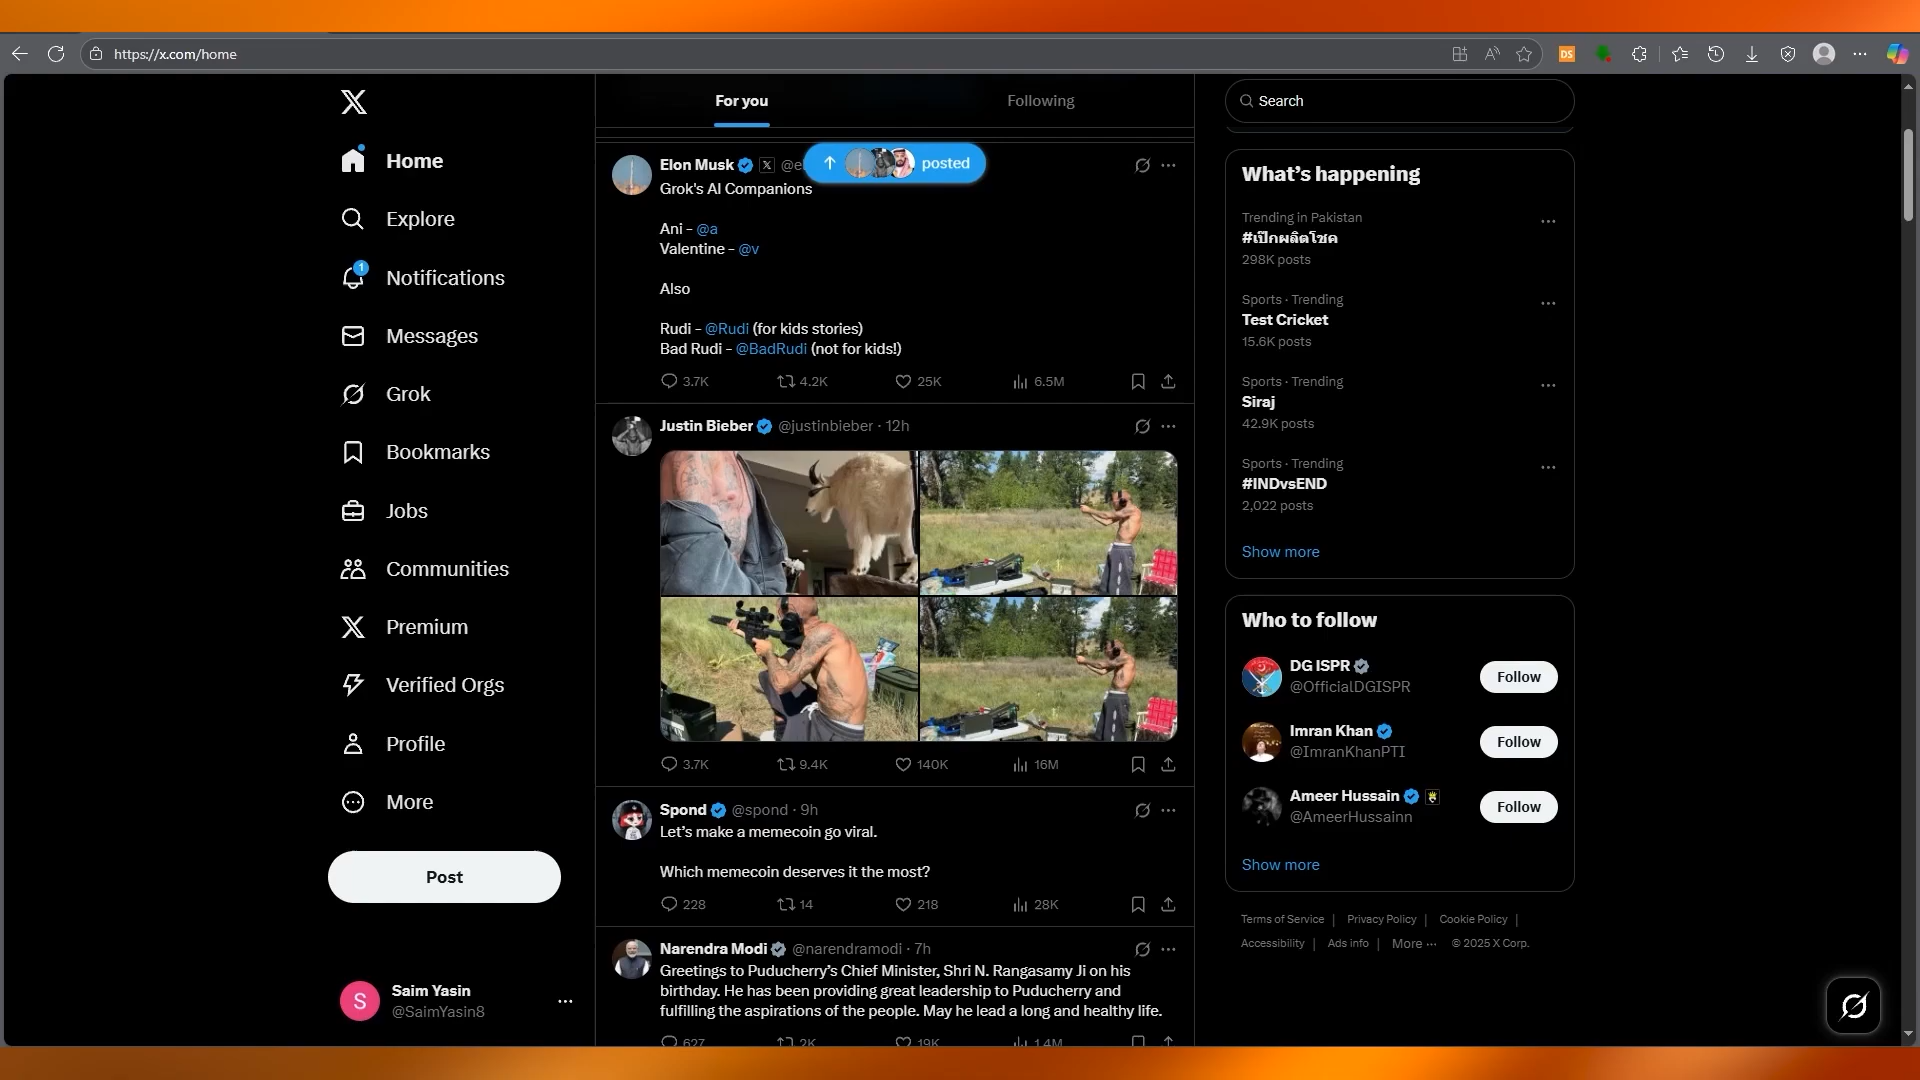 https://x.com/home
Home
Explore
1
Notifications
Messages
Grok
Bookmarks
Jobs
Communities
Premium
Verified Orgs
Profile
More
Post
S
Saim Yasin
@SaimYasin8
For you
Following
posted
Elon Musk
Grok's AI Companions
Ani - @a
Valentine - @v
Also
Rudi - @Rudi (for kids stories)
Bad Rudi - @BadRudi (not for kids!)
3.7K 4.2K 25K 6.5M
Justin Bieber @justinbieber · 12h
3.7K 9.4K 140K 16M
Spond @spond · 9h
Let’s make a memecoin go viral.
Which memecoin deserves it the most?
228 14 218 28K
Narendra Modi @narendramodi · 7h
Greetings to Puducherry’s Chief Minister, Shri N. Rangasamy Ji on his
birthday. He has been providing great leadership to Puducherry and
fulfilling the aspirations of the people. May he lead a long and healthy life.
627 2K 19K 1.4M
Search
What’s happening
Trending in Pakistan
#เป๊กผลิตโชค
298K posts
Sports · Trending
Test Cricket
15.6K posts
Sports · Trending
Siraj
42.9K posts
Sports · Trending
#INDvsEND
2,022 posts
Show more
Who to follow
DG ISPR
@OfficialDGISPR
Follow
Imran Khan
@ImranKhanPTI
Follow
Ameer Hussain
@AmeerHussainn
Follow
Show more
Terms of Service | Privacy Policy | Cookie Policy |
Accessibility | Ads info | More ··· © 2025 X Corp.